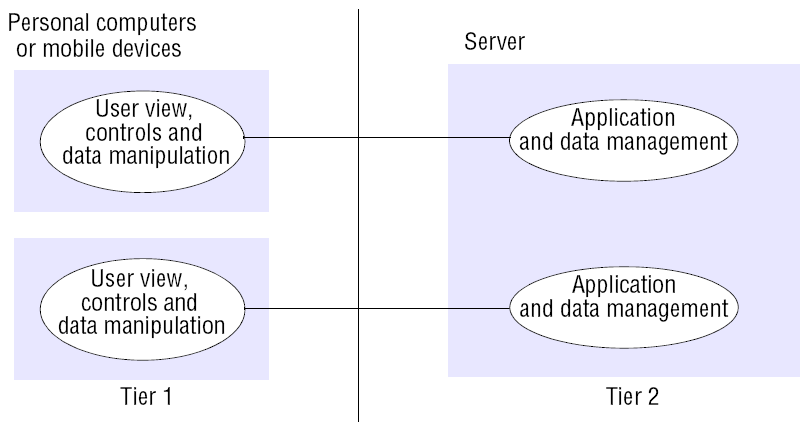 Personal computers
or mobile devices
Server
User view,
controls and
data manipulation
Application
and data management
User view,
controls and
data manipulation
Application
and data management
Tier 1
Tier 2